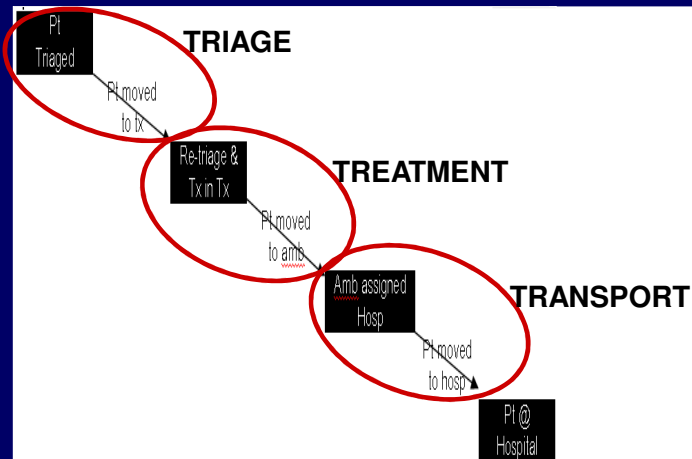 Pt
Triaged
TRIAGE
Pt moved
to tx
Re-triage &
Tx in Tx
TREATMENT
Pt moved
to amb
Amb assigned
Hosp
TRANSPORT
Pt moved
to hosp
Pt @
Hospital